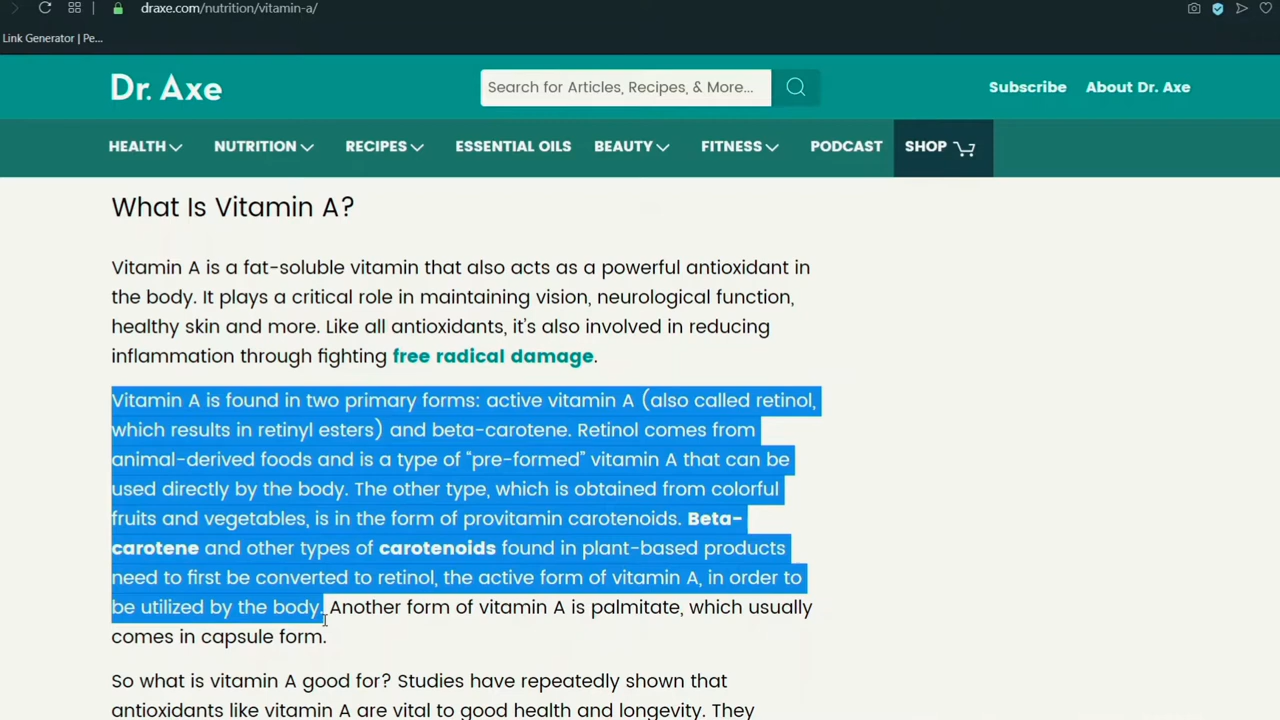 draxe.com/nutrition/vitamin-a/
Link Generator | Pe...
Dr. Axe
Search for Articles, Recipes, & More...
Subscribe
About Dr. Axe
HEALTH
NUTRITION
RECIPES
ESSENTIAL OILS
BEAUTY
FITNESS
PODCAST
SHOP
What Is Vitamin A?
Vitamin A is a fat-soluble vitamin that also acts as a powerful antioxidant in
the body. It plays a critical role in maintaining vision, neurological function,
healthy skin and more. Like all antioxidants, it's also involved in reducing
inflammation through fighting free radical damage.
Vitamin A is found in two primary forms: active vitamin A (also called retinol,
which results in retinyl esters) and beta-carotene. Retinol comes from
animal-derived foods and is a type of “pre-formed” vitamin A that can be
used directly by the body. The other type, which is obtained from colorful
fruits and vegetables, is in the form of provitamin carotenoids. Beta-
carotene and other types of carotenoids found in plant-based products
need to first be converted to retinol, the active form of vitamin A, in order to
be utilized by the body. Another form of vitamin A is palmitate, which usually
comes in capsule form.
So what is vitamin A good for? Studies have repeatedly shown that
antioxidants like vitamin A are vital to good health and longevity. They